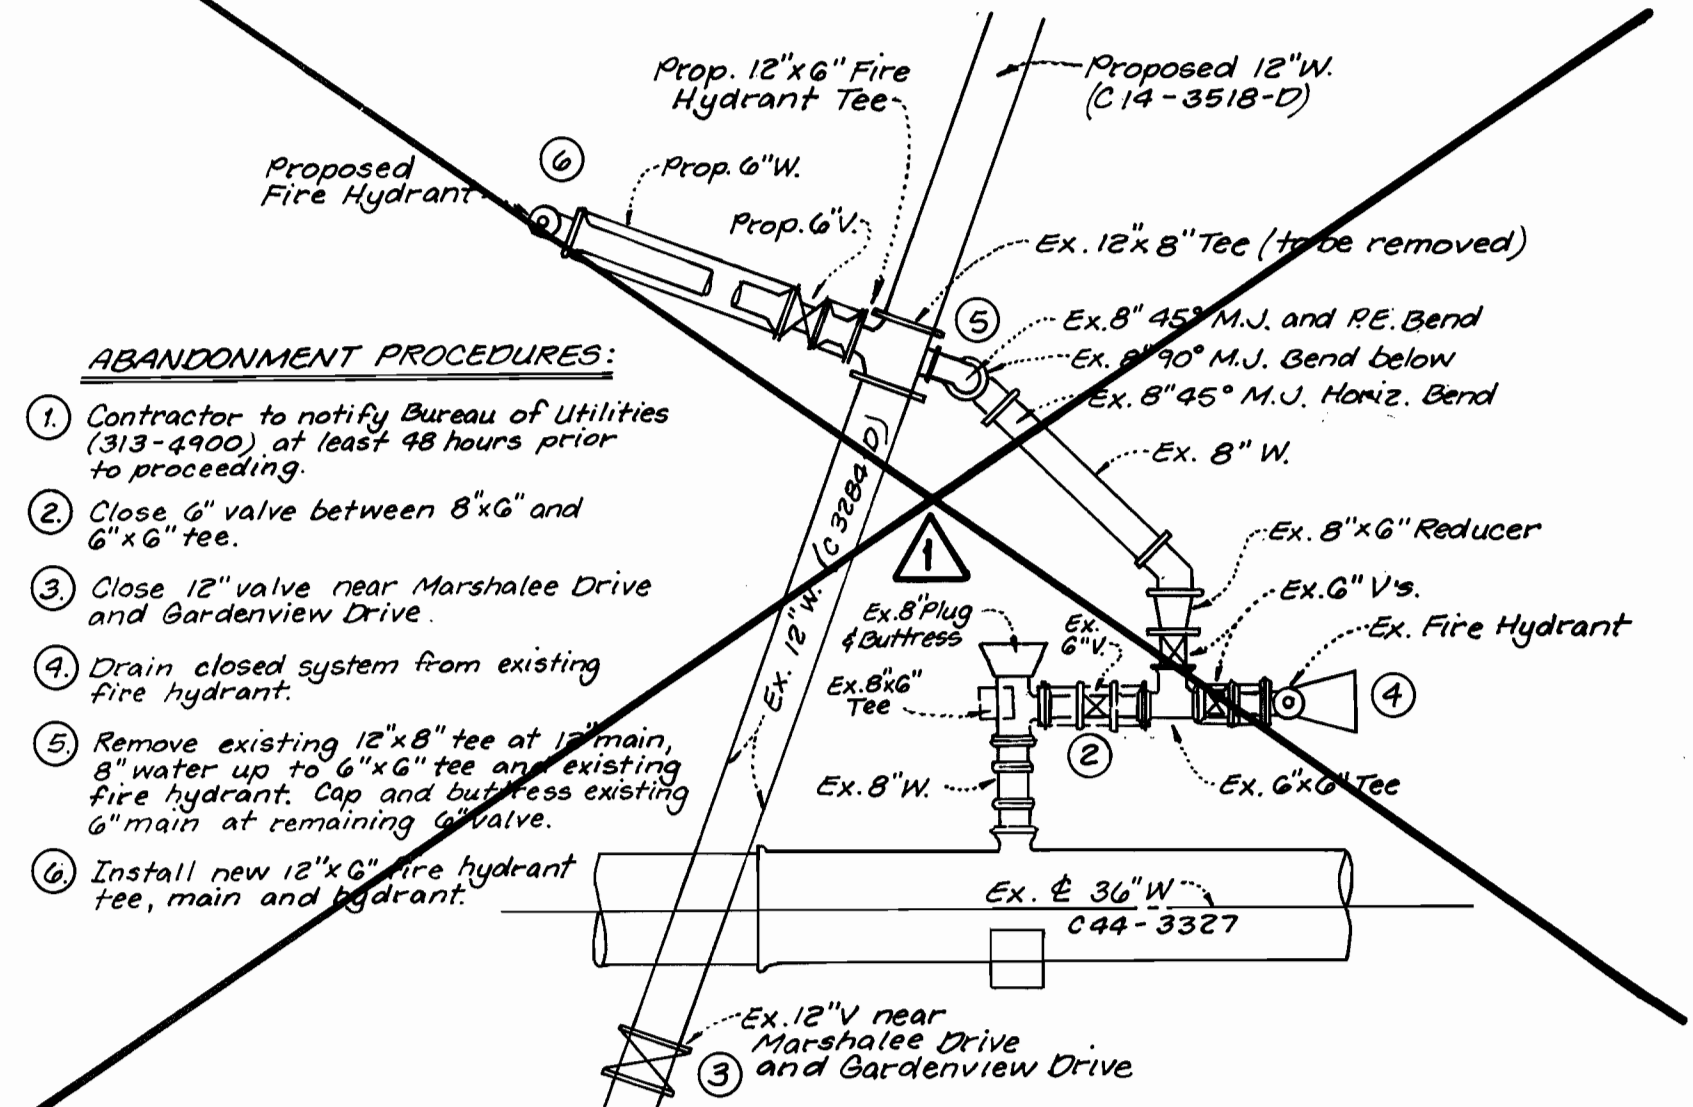 Prop. 12"x6" Fire
Hydrant Tee
Proposed 12"W.
(C14-3518-D)
Proposed
Fire Hydrant
6
Prop. 6"W.
Prop. 6"V.
Ex. 12"x 8" Tee (to be removed)
5
Ex. 8" 45° M.J. and P.E. Bend
Ex. 8" 90° M.J. Bend below
Ex. 8" 45° M.J. Horiz. Bend
Ex. 8" W.
ABANDONMENT PROCEDURES:
1. Contractor to notify Bureau of Utilities
(313-4900) at least 48 hours prior
to proceeding.
2. Close 6" valve between 8"x6" and
6"x6" tee.
3. Close 12" valve near Marshalee Drive
and Gardenview Drive.
4. Drain closed system from existing
fire hydrant.
5. Remove existing 12"x8" tee at 12" main,
8" water up to 6"x6" tee and existing
fire hydrant. Cap and buttress existing
6" main at remaining 6" valve.
6. Install new 12"x6" fire hydrant
tee, main and hydrant.
Ex. 12" W. (C 3284 D)
1
Ex. 8"x6" Reducer
Ex. 6" V's.
Ex. Fire Hydrant
Ex. 8" Plug
& Buttress
Ex.
6"V.
Ex. 8"x6"
Tee
4
2
Ex. 8"W.
Ex. 6"x6" Tee
Ex. ℄ 36"W
C44-3327
Ex. 12"V near
Marshalee Drive
and Gardenview Drive
3